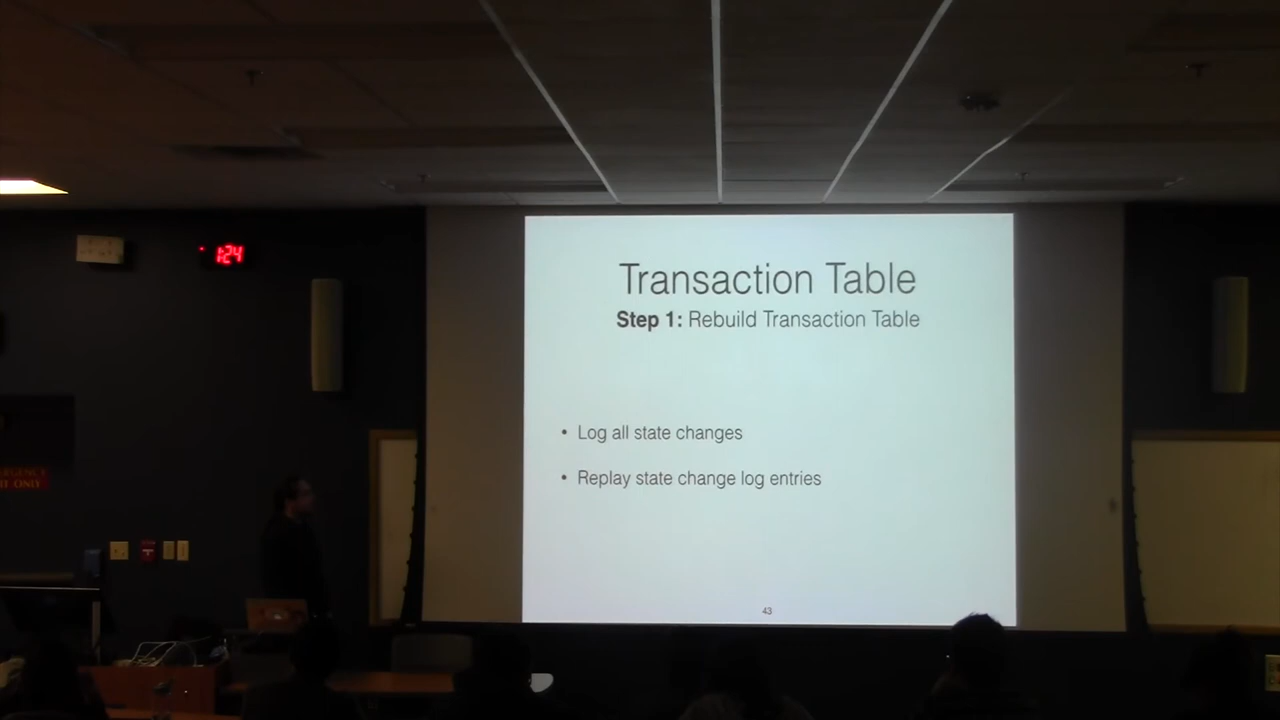 1:24
Transaction Table
Step 1: Rebuild Transaction Table
• Log all state changes
• Replay state change log entries
43